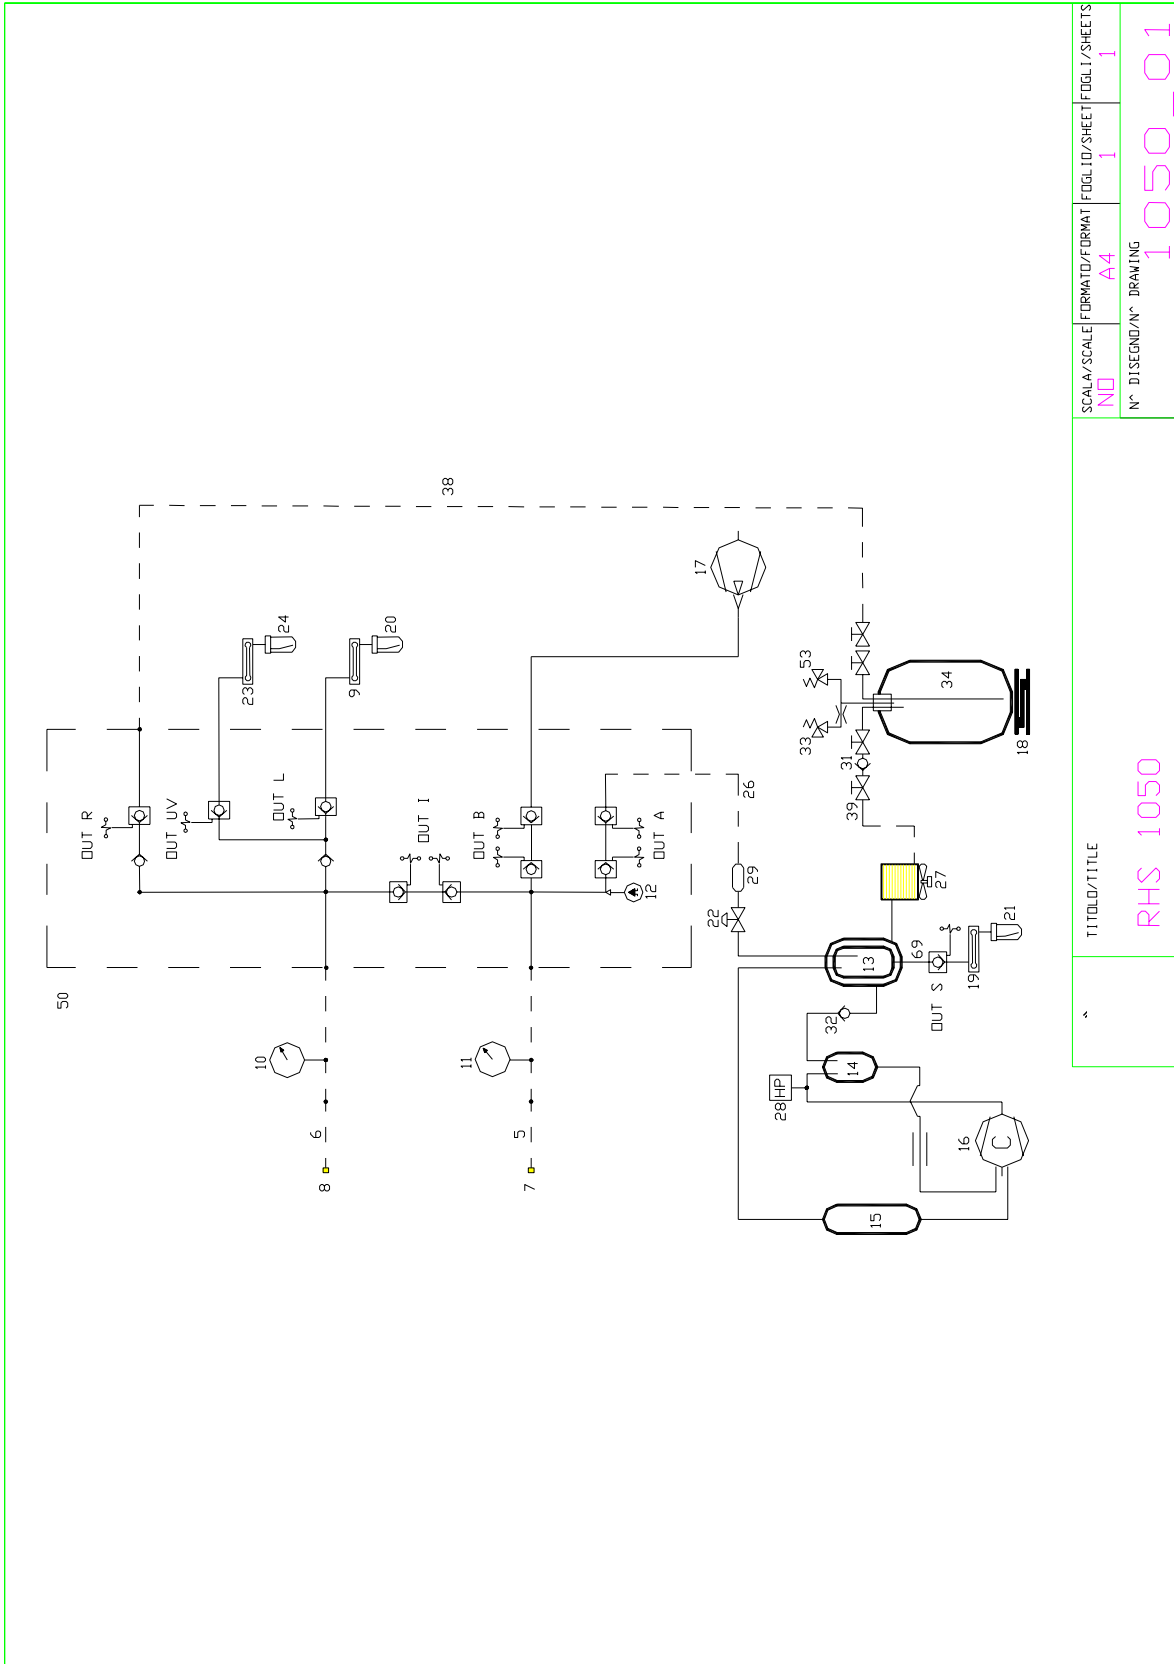 50
OUT R
OUT UV
23
10
OUT L
24
6
8
9
20
OUT I
38
11
OUT B
5
7
12
OUT A
17
22
26
29
28 HP
33
53
32
31
14
39
13
15
69
OUT S
27
34
16
19
C
21
18
TITOLO/TITLE
RHS 1050
SCALA/SCALE FORMATO/FORMAT FOGLIO/SHEET FOGLI/SHEETS
NO A4 1 1
N^ DISEGNO/N^ DRAWING
1050_01